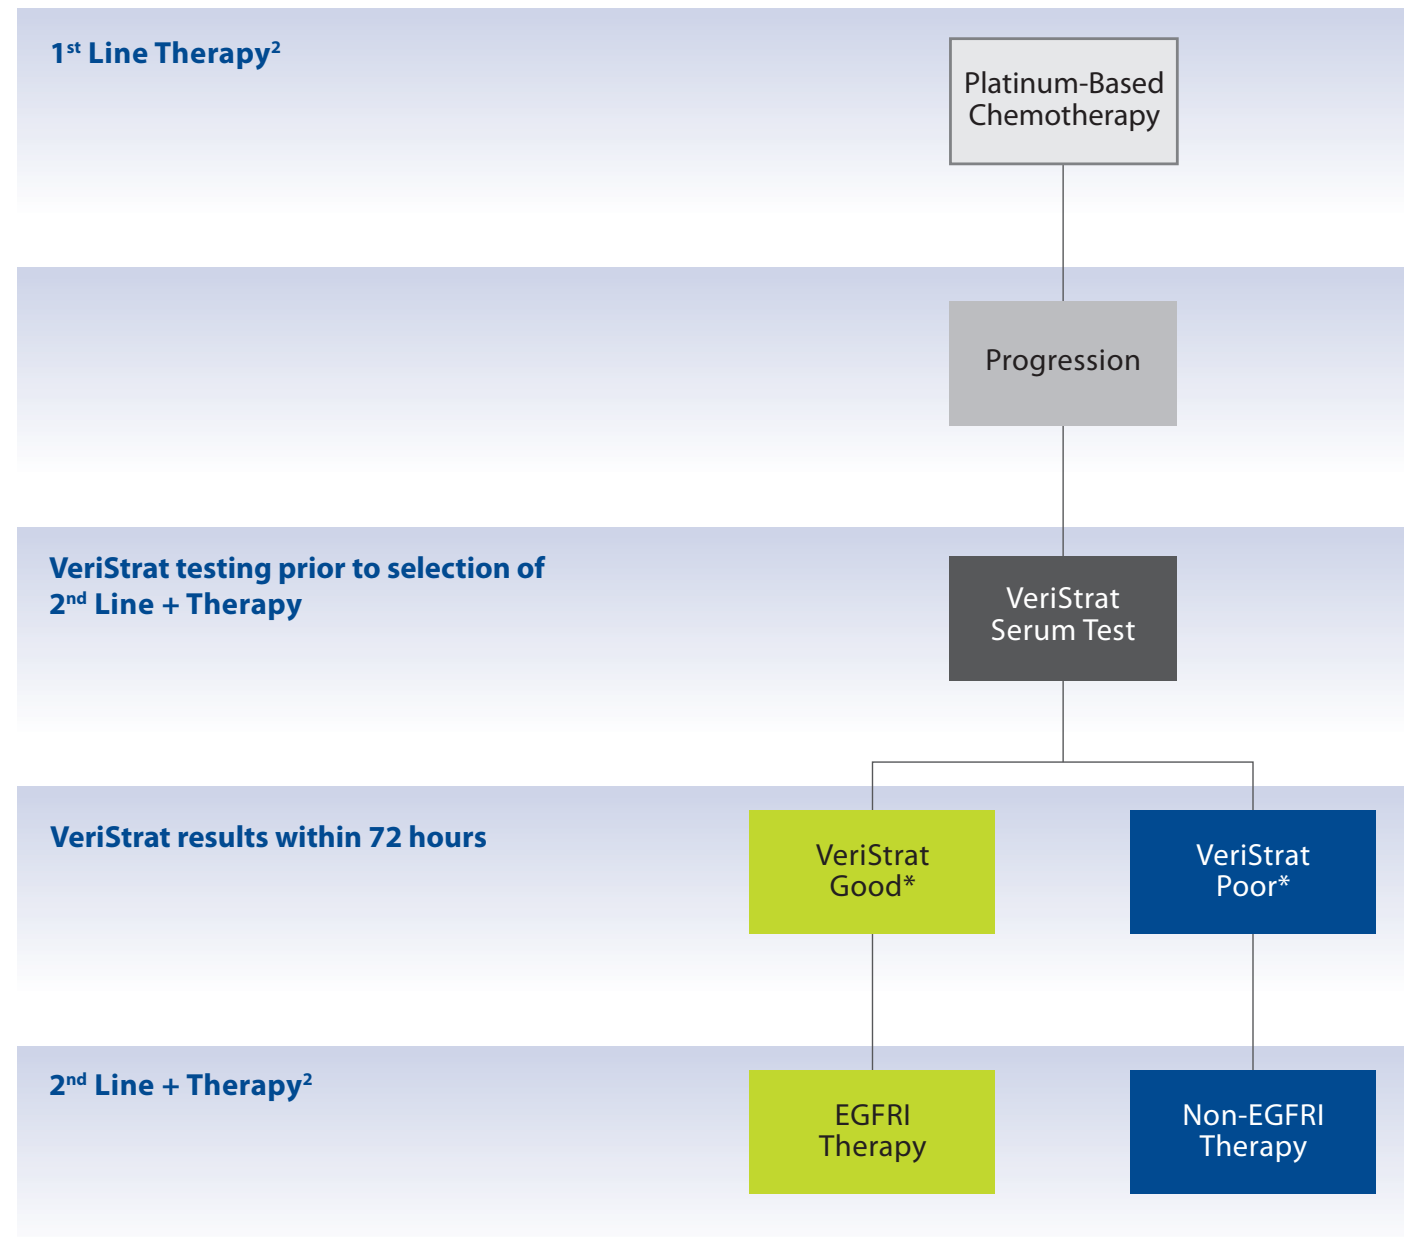 1st Line Therapy2
Platinum-Based
Chemotherapy
Progression
VeriStrat testing prior to selection of
2nd Line + Therapy
VeriStrat
Serum Test
VeriStrat results within 72 hours
VeriStrat
Good*
VeriStrat
Poor*
2nd Line + Therapy2
EGFRI
Therapy
Non-EGFRI
Therapy